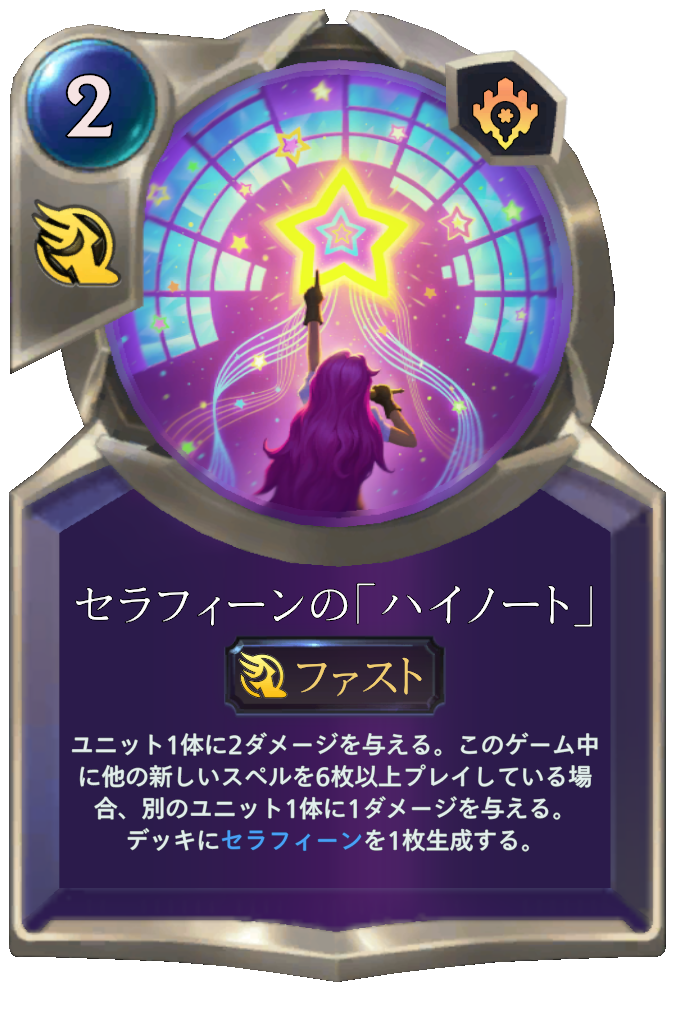 2
セラフィーンの「ハイノート」
ファスト
ユニット1体に2ダメージを与える。このゲーム中
に他の新しいスペルを6枚以上プレイしている場
合、別のユニット1体に1ダメージを与える。
デッキにセラフィーンを1枚生成する。